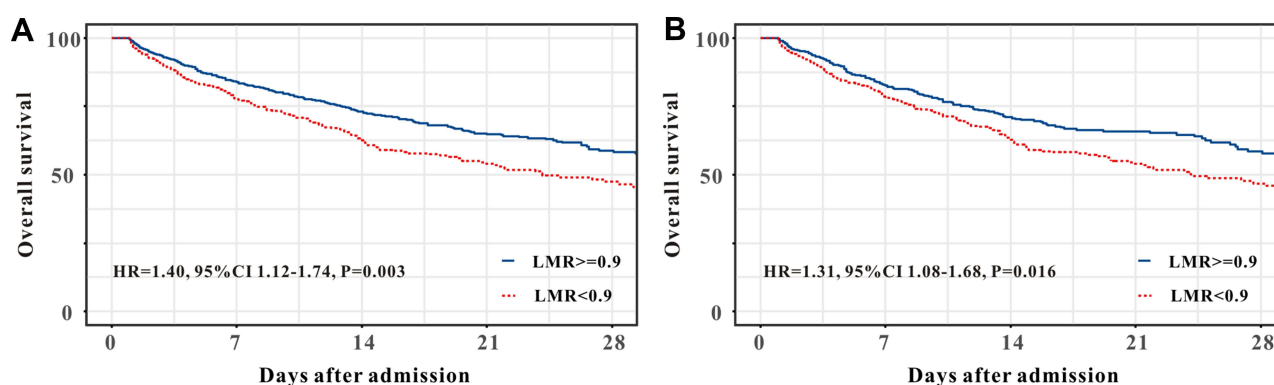 A
Overall survival
100
50
0
HR=1.40, 95%CI 1.12-1.74, P=0.003
LMR>=0.9
LMR<0.9
0 7 14 21 28
Days after admission
B
Overall survival
100
50
0
HR=1.31, 95%CI 1.08-1.68, P=0.016
LMR>=0.9
LMR<0.9
0 7 14 21 28
Days after admission